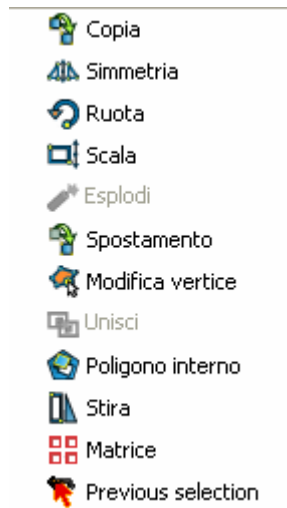 Copia
Simmetria
Ruota
Scala
Esplodi
Spostamento
Modifica vertice
Unisci
Poligono interno
Stira
Matrice
Previous selection